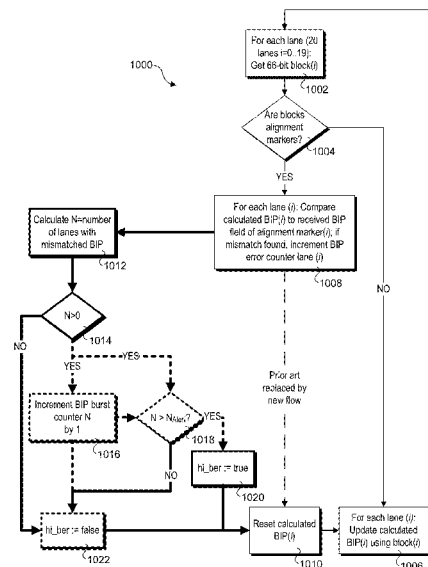 For each lane (20
lanes i=0..19):
Get 66-bit block(i)
1002
1000
Are blocks
alignment
markers?
1004
YES
NO
For each lane (i): Compare
calculated BIP(i) to received BIP
field of alignment marker(i); if
mismatch found, increment BIP
error counter lane (i)
1008
Calculate N=number
of lanes with
mismatched BIP
1012
N>0
1014
NO
YES
YES
Prior art
replaced by
new flow
Increment BIP burst
counter N
by 1
1016
N > NAlert?
1018
YES
NO
hi_ber := true
1020
hi_ber := false
1022
Reset calculated
BIP(i)
1010
For each lane (i):
Update calculated
BIP(i) using block(i)
1006